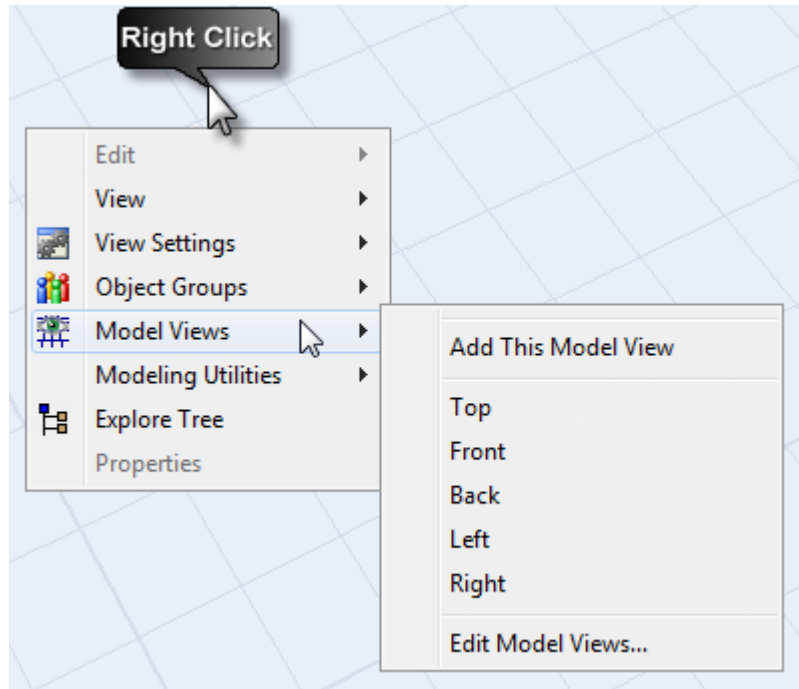 Right Click
Edit
View
View Settings
Object Groups
Model Views
Modeling Utilities
Explore Tree
Properties
Add This Model View
Top
Front
Back
Left
Right
Edit Model Views...